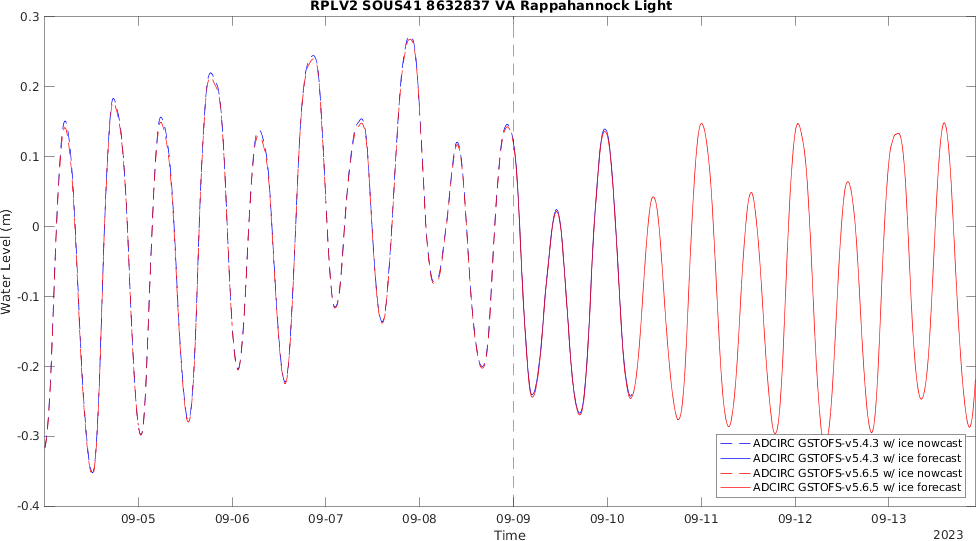 RPLV2 SOUS41 8632837 VA Rappahannock Light
0.3
0.2
0.1
0
-0.1
-0.2
-0.3
-0.4
Water Level (m)
09-05 09-06 09-07 09-08 09-09 09-10 09-11 09-12 09-13
Time
2023
ADCIRC GSTOFS-v5.4.3 w/ ice nowcast
ADCIRC GSTOFS-v5.4.3 w/ ice forecast
ADCIRC GSTOFS-v5.6.5 w/ ice nowcast
ADCIRC GSTOFS-v5.6.5 w/ ice forecast